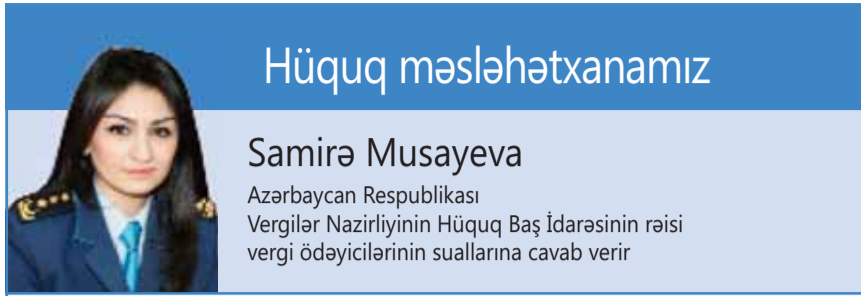 Hüquq məsləhətxanamız
Samirə Musayeva
Azərbaycan Respublikası
Vergilər Nazirliyinin Hüquq Baş İdarəsinin rəisi
vergi ödəyicilərinin suallarına cavab verir